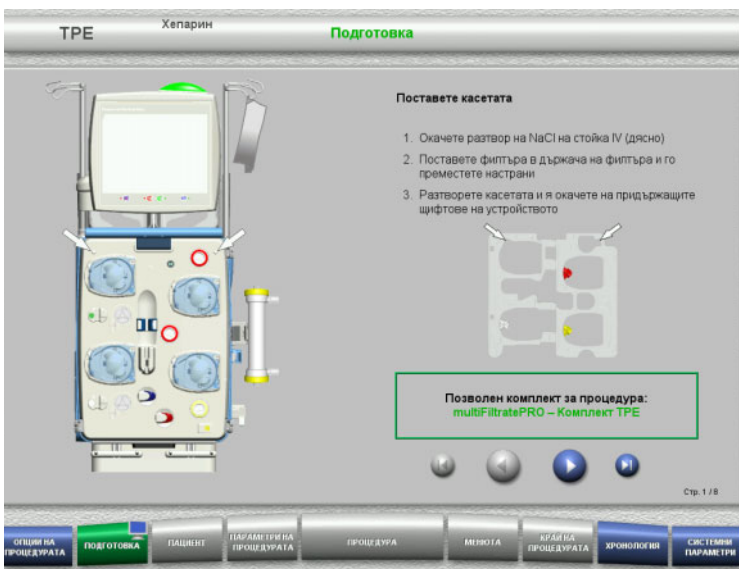 TPE
Хепарин
Подготовка
Поставете касетата
1. Окачете разтвор на NaCl на стойка IV (дясно)
2. Поставете филтъра в държача на филтъра и го
преместете настрани
3. Разтворете касетата и я окачете на придържащите
щифтове на устройството
Позволен комплект за процедура:
multiFiltratePRO – Комплект TPE
Стр. 1 / 8
ОПЦИИ НА
ПРОЦЕДУРАТА
ПОДГОТОВКА
ПАЦИЕНТ
ПАРАМЕТРИ НА
ПРОЦЕДУРАТА
ПРОЦЕДУРА
МЕНЮТА
КРАЙ НА
ПРОЦЕДУРАТА
ХРОНОЛОГИЯ
СИСТЕМНИ
ПАРАМЕТРИ